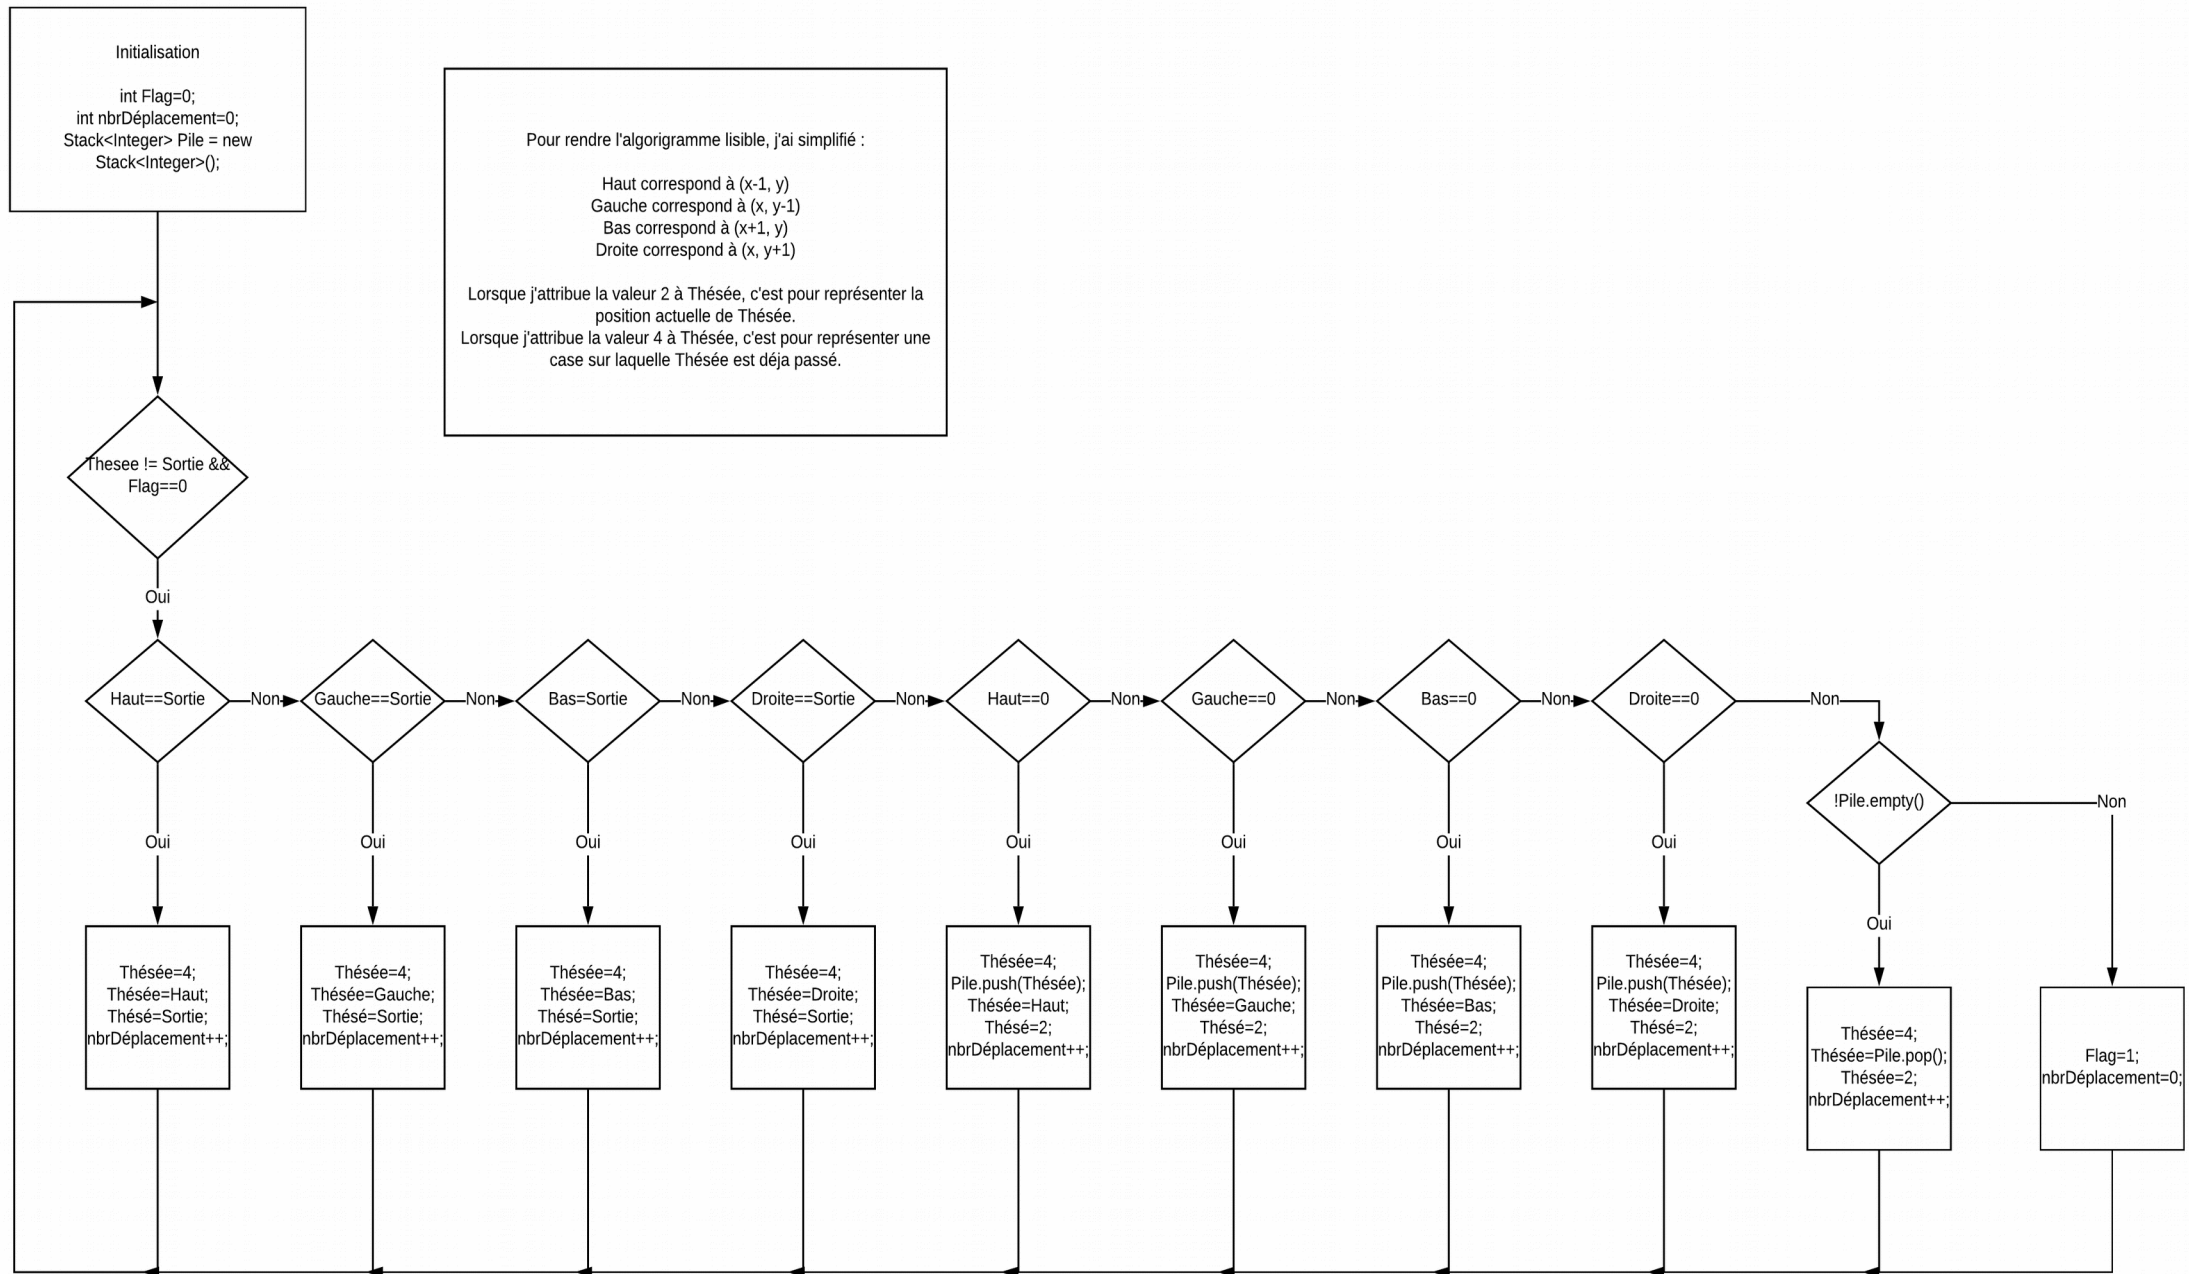 Initialisation
int Flag=0;
int nbrDéplacement=0;
Stack<Integer> Pile = new
Stack<Integer>();
Pour rendre l'algorigramme lisible, j'ai simplifié :
Haut correspond à (x-1, y)
Gauche correspond à (x, y-1)
Bas correspond à (x+1, y)
Droite correspond à (x, y+1)
Lorsque j'attribue la valeur 2 à Thésée, c'est pour représenter la
position actuelle de Thésée.
Lorsque j'attribue la valeur 4 à Thésée, c'est pour représenter une
case sur laquelle Thésée est déja passé.
Thesee != Sortie &&
Flag==0
Oui
Haut==Sortie
Non
Gauche==Sortie
Non
Bas=Sortie
Non
Droite==Sortie
Non
Haut==0
Non
Gauche==0
Non
Bas==0
Non
Droite==0
Non
!Pile.empty()
Non
Oui
Oui
Oui
Oui
Oui
Oui
Oui
Oui
Oui
Thésée=4;
Thésée=Haut;
Thésé=Sortie;
nbrDéplacement++;
Thésée=4;
Thésée=Gauche;
Thésé=Sortie;
nbrDéplacement++;
Thésée=4;
Thésée=Bas;
Thésé=Sortie;
nbrDéplacement++;
Thésée=4;
Thésée=Droite;
Thésé=Sortie;
nbrDéplacement++;
Thésée=4;
Pile.push(Thésée);
Thésée=Haut;
Thésé=2;
nbrDéplacement++;
Thésée=4;
Pile.push(Thésée);
Thésée=Gauche;
Thésé=2;
nbrDéplacement++;
Thésée=4;
Pile.push(Thésée);
Thésée=Bas;
Thésé=2;
nbrDéplacement++;
Thésée=4;
Pile.push(Thésée);
Thésée=Droite;
Thésé=2;
nbrDéplacement++;
Thésée=4;
Thésée=Pile.pop();
Thésée=2;
nbrDéplacement++;
Flag=1;
nbrDéplacement=0;